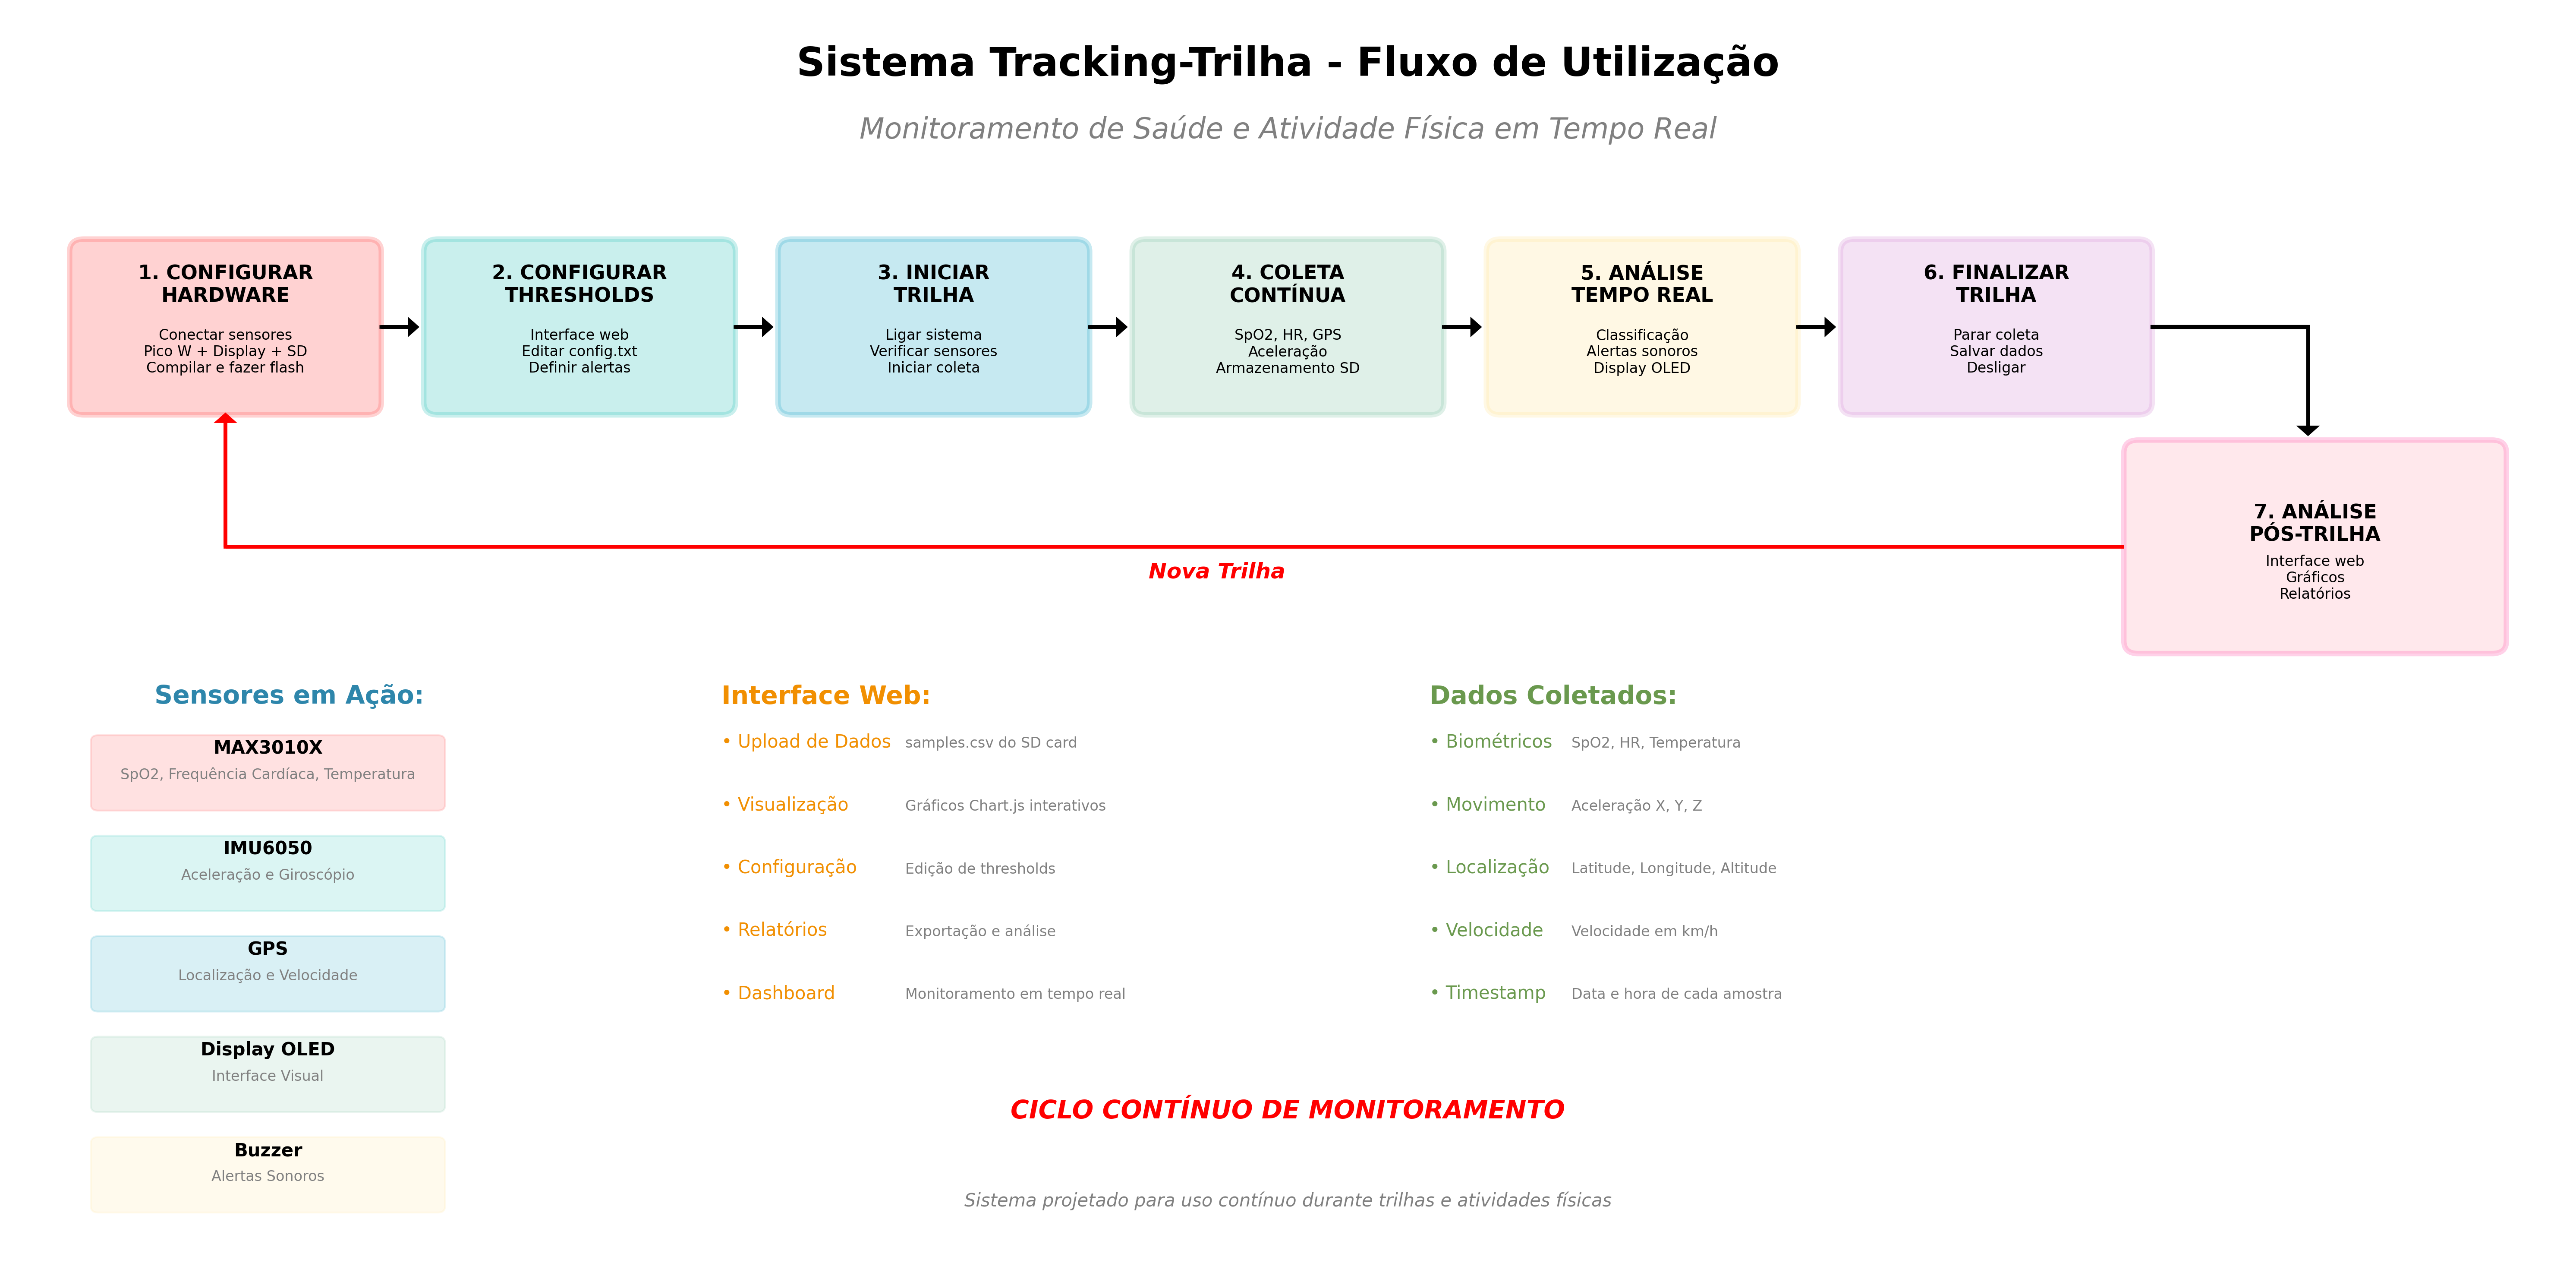 Sistema Tracking-Trilha - Fluxo de Utilização
Monitoramento de Saúde e Atividade Física em Tempo Real
1. CONFIGURAR
HARDWARE
Conectar sensores
Pico W + Display + SD
Compilar e fazer flash
2. CONFIGURAR
THRESHOLDS
Interface web
Editar config.txt
Definir alertas
3. INICIAR
TRILHA
Ligar sistema
Verificar sensores
Iniciar coleta
4. COLETA
CONTÍNUA
SpO2, HR, GPS
Aceleração
Armazenamento SD
5. ANÁLISE
TEMPO REAL
Classificação
Alertas sonoros
Display OLED
6. FINALIZAR
TRILHA
Parar coleta
Salvar dados
Desligar
7. ANÁLISE
PÓS-TRILHA
Interface web
Gráficos
Relatórios
Nova Trilha
Sensores em Ação:
MAX3010X
SpO2, Frequência Cardíaca, Temperatura
IMU6050
Aceleração e Giroscópio
GPS
Localização e Velocidade
Display OLED
Interface Visual
Buzzer
Alertas Sonoros
Interface Web:
• Upload de Dados samples.csv do SD card
• Visualização Gráficos Chart.js interativos
• Configuração Edição de thresholds
• Relatórios Exportação e análise
• Dashboard Monitoramento em tempo real
Dados Coletados:
• Biométricos SpO2, HR, Temperatura
• Movimento Aceleração X, Y, Z
• Localização Latitude, Longitude, Altitude
• Velocidade Velocidade em km/h
• Timestamp Data e hora de cada amostra
CICLO CONTÍNUO DE MONITORAMENTO
Sistema projetado para uso contínuo durante trilhas e atividades físicas